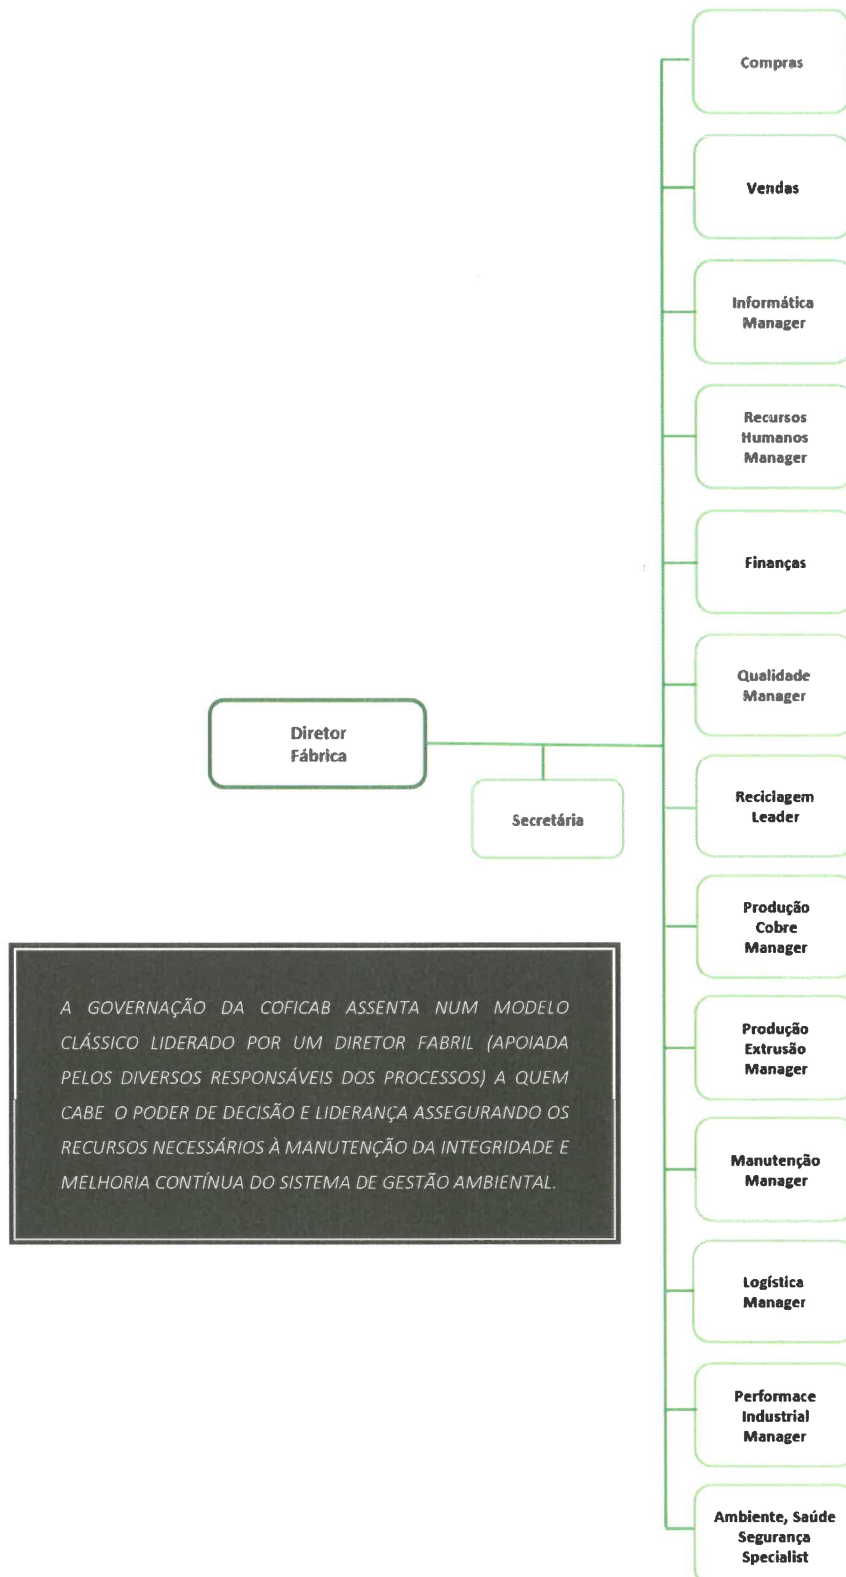 Compras
Vendas
Informática
Manager
Recursos
Humanos
Manager
Finanças
Qualidade
Manager
Diretor
Fábrica
Secretária
Reciclagem
Leader
Produção
Cobre
Manager
A GOVERNAÇÃO DA COFICAB ASSENTA NUM MODELO
CLÁSSICO LIDERADO POR UM DIRETOR FABRIL (APOIADA
PELOS DIVERSOS RESPONSÁVEIS DOS PROCESSOS) A QUEM
CABE O PODER DE DECISÃO E LIDERANÇA ASSEGURANDO OS
RECURSOS NECESSÁRIOS À MANUTENÇÃO DA INTEGRIDADE E
MELHORIA CONTÍNUA DO SISTEMA DE GESTÃO AMBIENTAL.
Produção
Extrusão
Manager
Manutenção
Manager
Logística
Manager
Performace
Industrial
Manager
Ambiente, Saúde
Segurança
Specialist